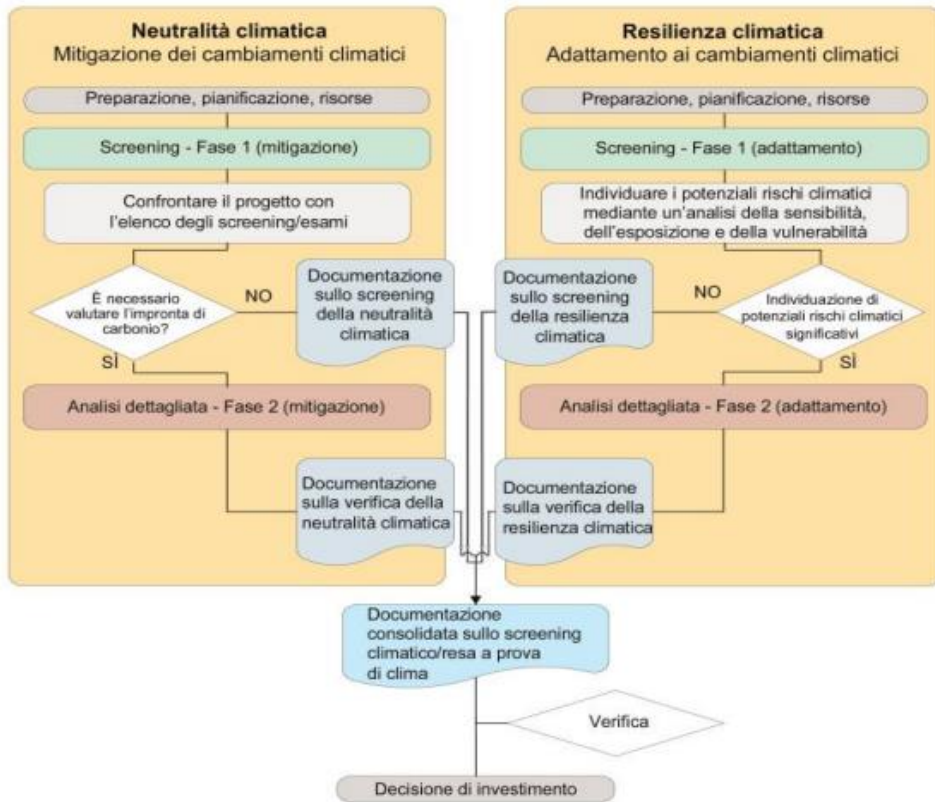 Neutralità climatica
Mitigazione dei cambiamenti climatici
Preparazione, pianificazione, risorse
Screening - Fase 1 (mitigazione)
Confrontare il progetto con
l'elenco degli screening/esami
È necessario
valutare l'impronta di
carbonio?
NO
SÌ
Documentazione
sullo screening
della neutralità
climatica
Analisi dettagliata - Fase 2 (mitigazione)
Documentazione
sulla verifica della
neutralità climatica
Resilienza climatica
Adattamento ai cambiamenti climatici
Preparazione, pianificazione, risorse
Screening - Fase 1 (adattamento)
Individuare i potenziali rischi climatici
mediante un'analisi della sensibilità,
dell'esposizione e della vulnerabilità
Documentazione
sullo screening
della resilienza
climatica
NO
Individuazione di
potenziali rischi climatici
significativi
SÌ
Analisi dettagliata - Fase 2 (adattamento)
Documentazione
sulla verifica della
resilienza climatica
Documentazione
consolidata sullo screening
climatico/resa a prova
di clima
Verifica
Decisione di investimento